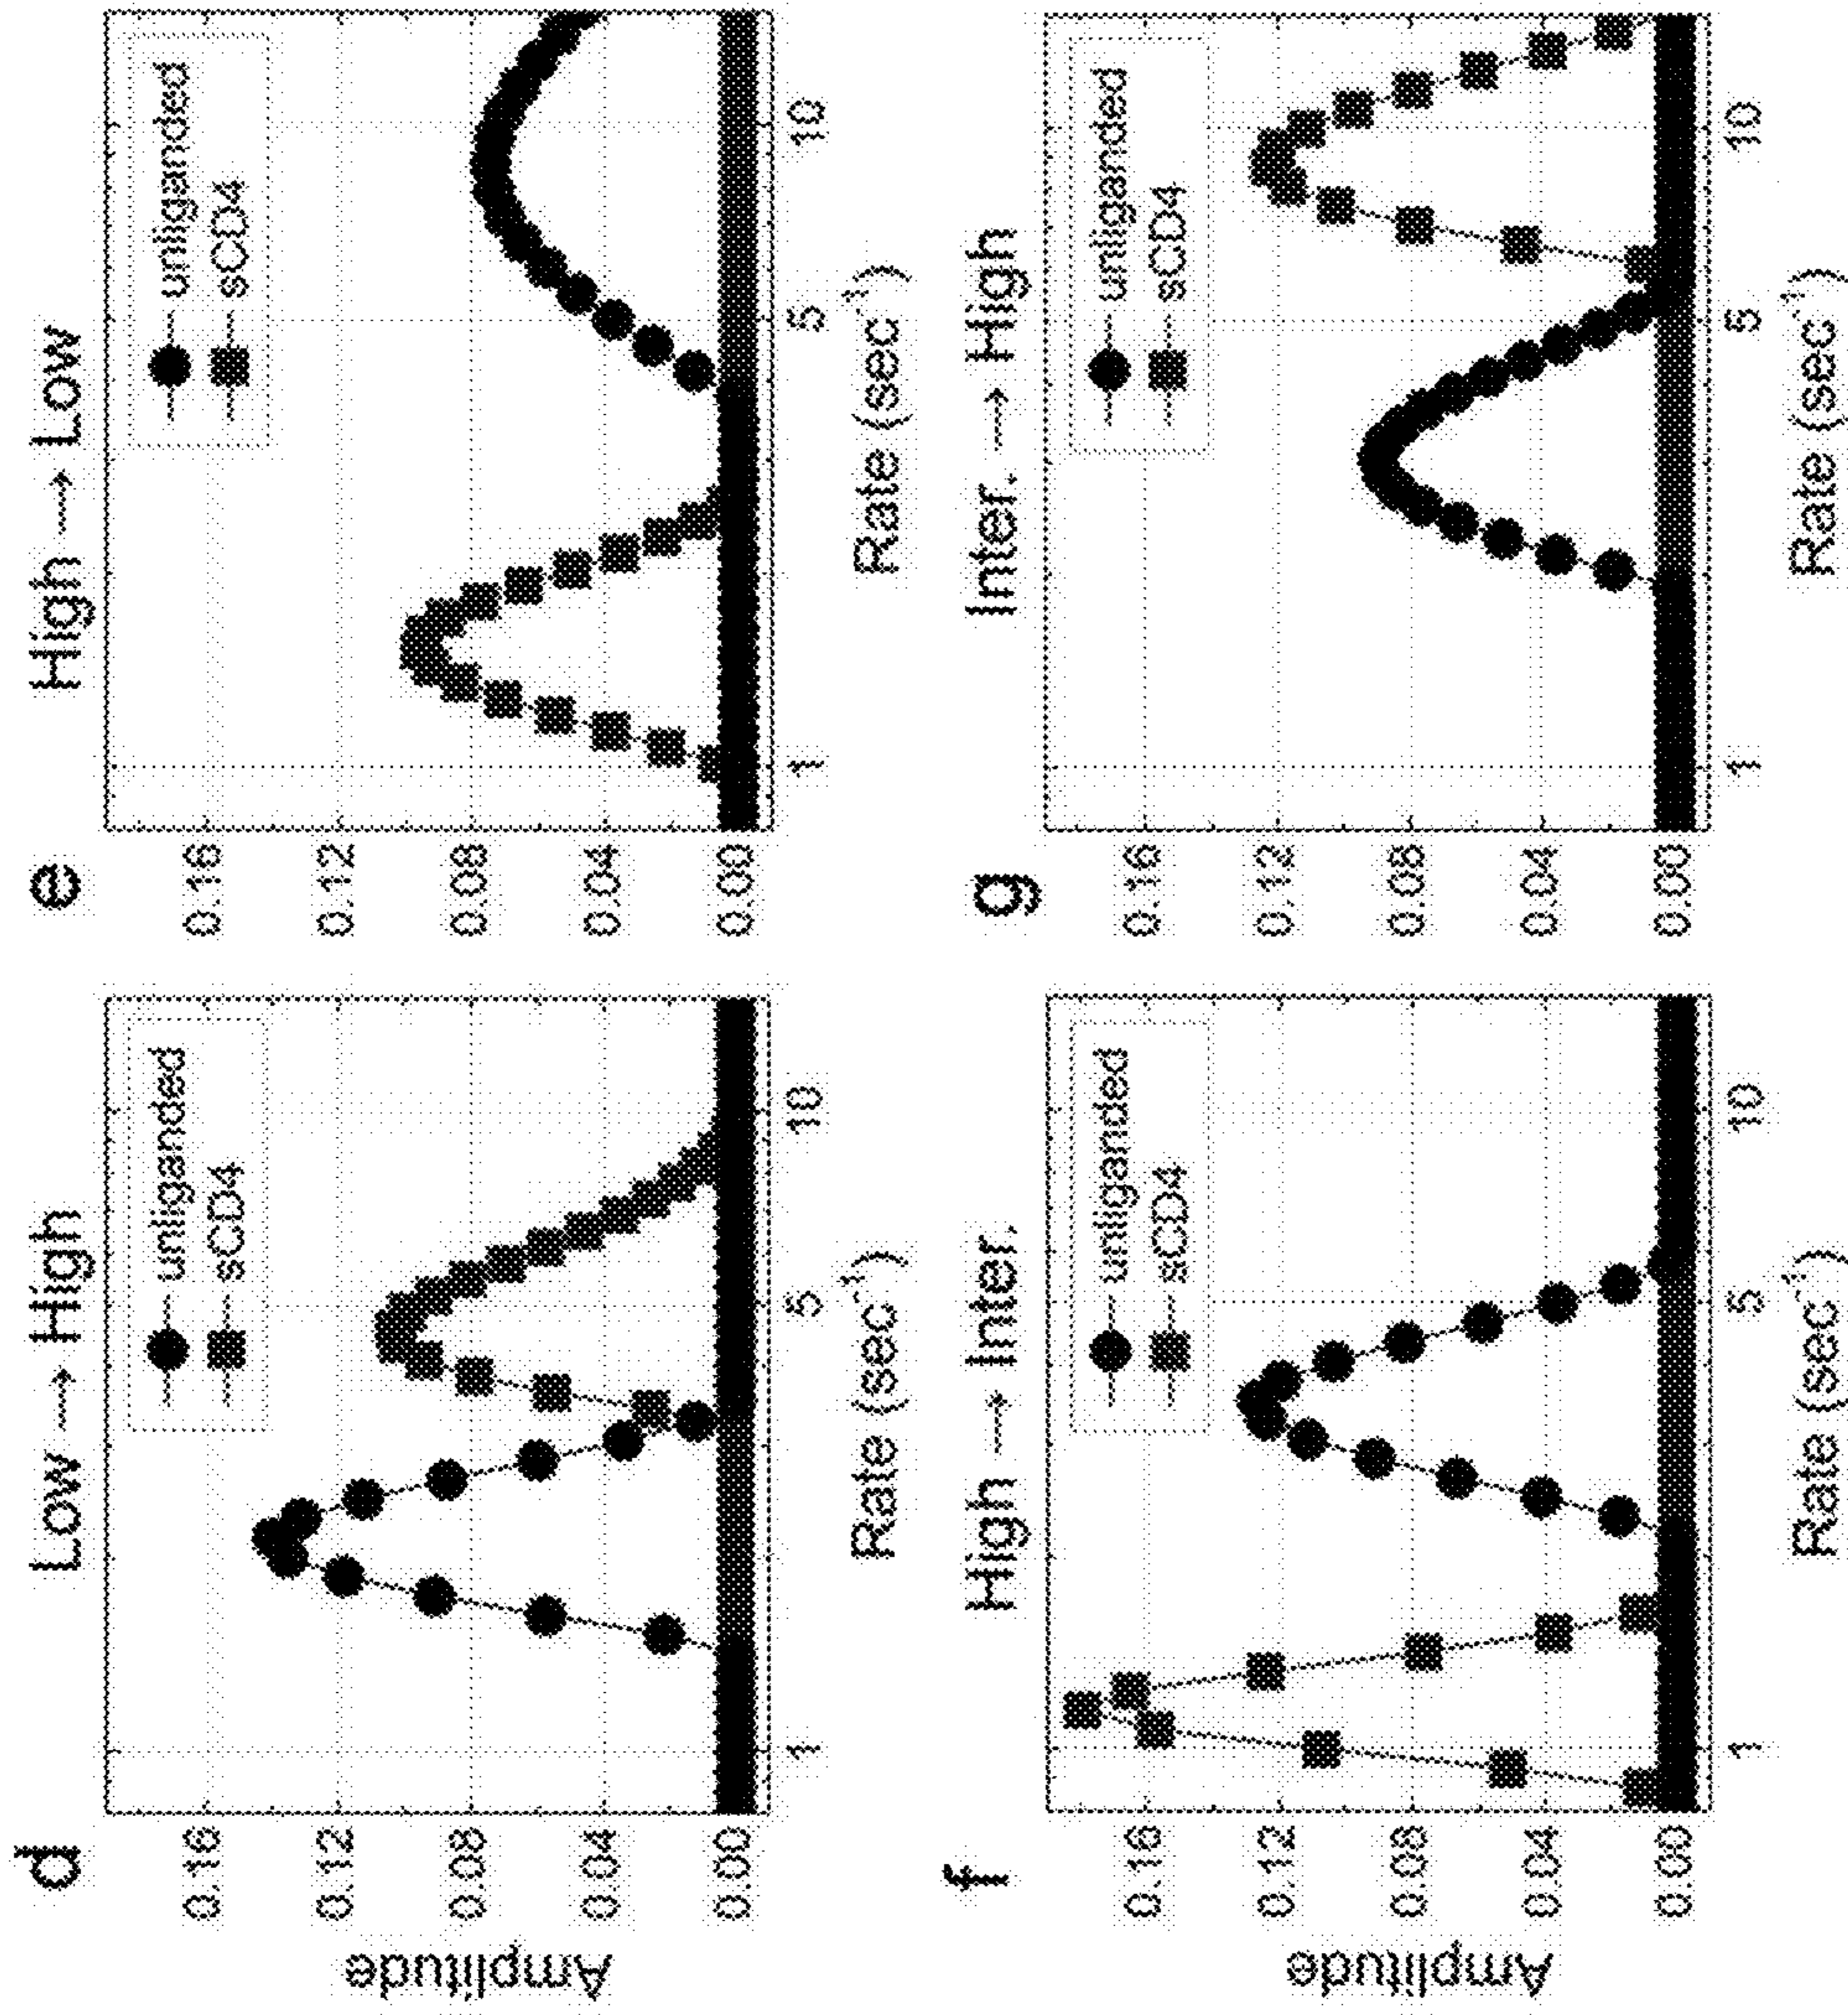 d
Low → High
Amplitude
0.16
0.12
0.08
0.04
0.00
unliganded
sCD4
1
5
10
Rate (sec⁻¹)
e
High → Low
0.16
0.12
0.08
0.04
0.00
unliganded
sCD4
1
5
10
Rate (sec⁻¹)
f
High → Inter.
Amplitude
0.16
0.12
0.08
0.04
0.00
unliganded
sCD4
1
5
10
Rate (sec⁻¹)
g
Inter. → High
0.16
0.12
0.08
0.04
0.00
unliganded
sCD4
1
5
10
Rate (sec⁻¹)